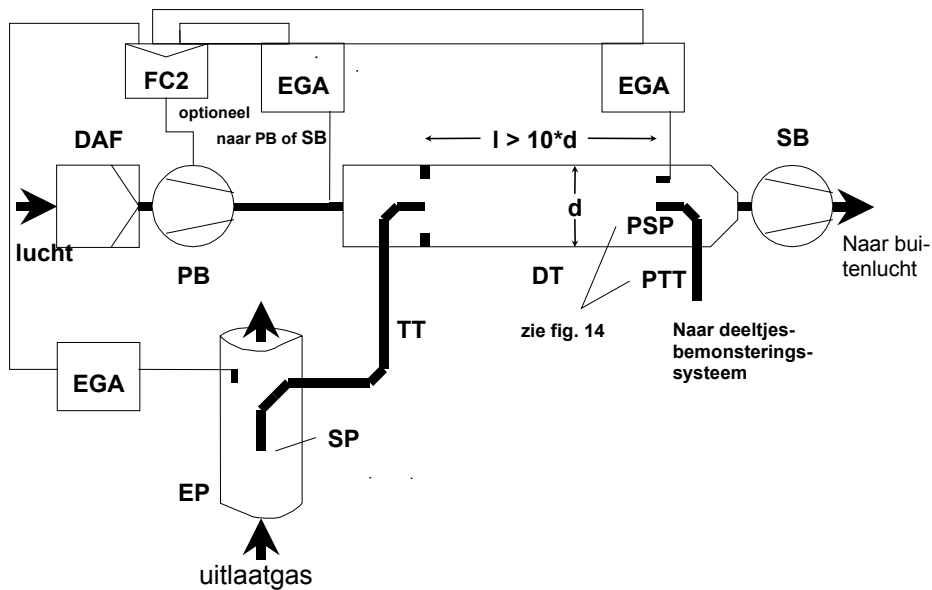 FC2
EGA
EGA
optioneel
naar PB of SB
l > 10*d
SB
DAF
d
lucht
PB
PSP
DT
PTT
Naar bui-
tenlucht
zie fig. 14
Naar deeltjes-
bemonsterings-
systeem
TT
EGA
SP
EP
uitlaatgas